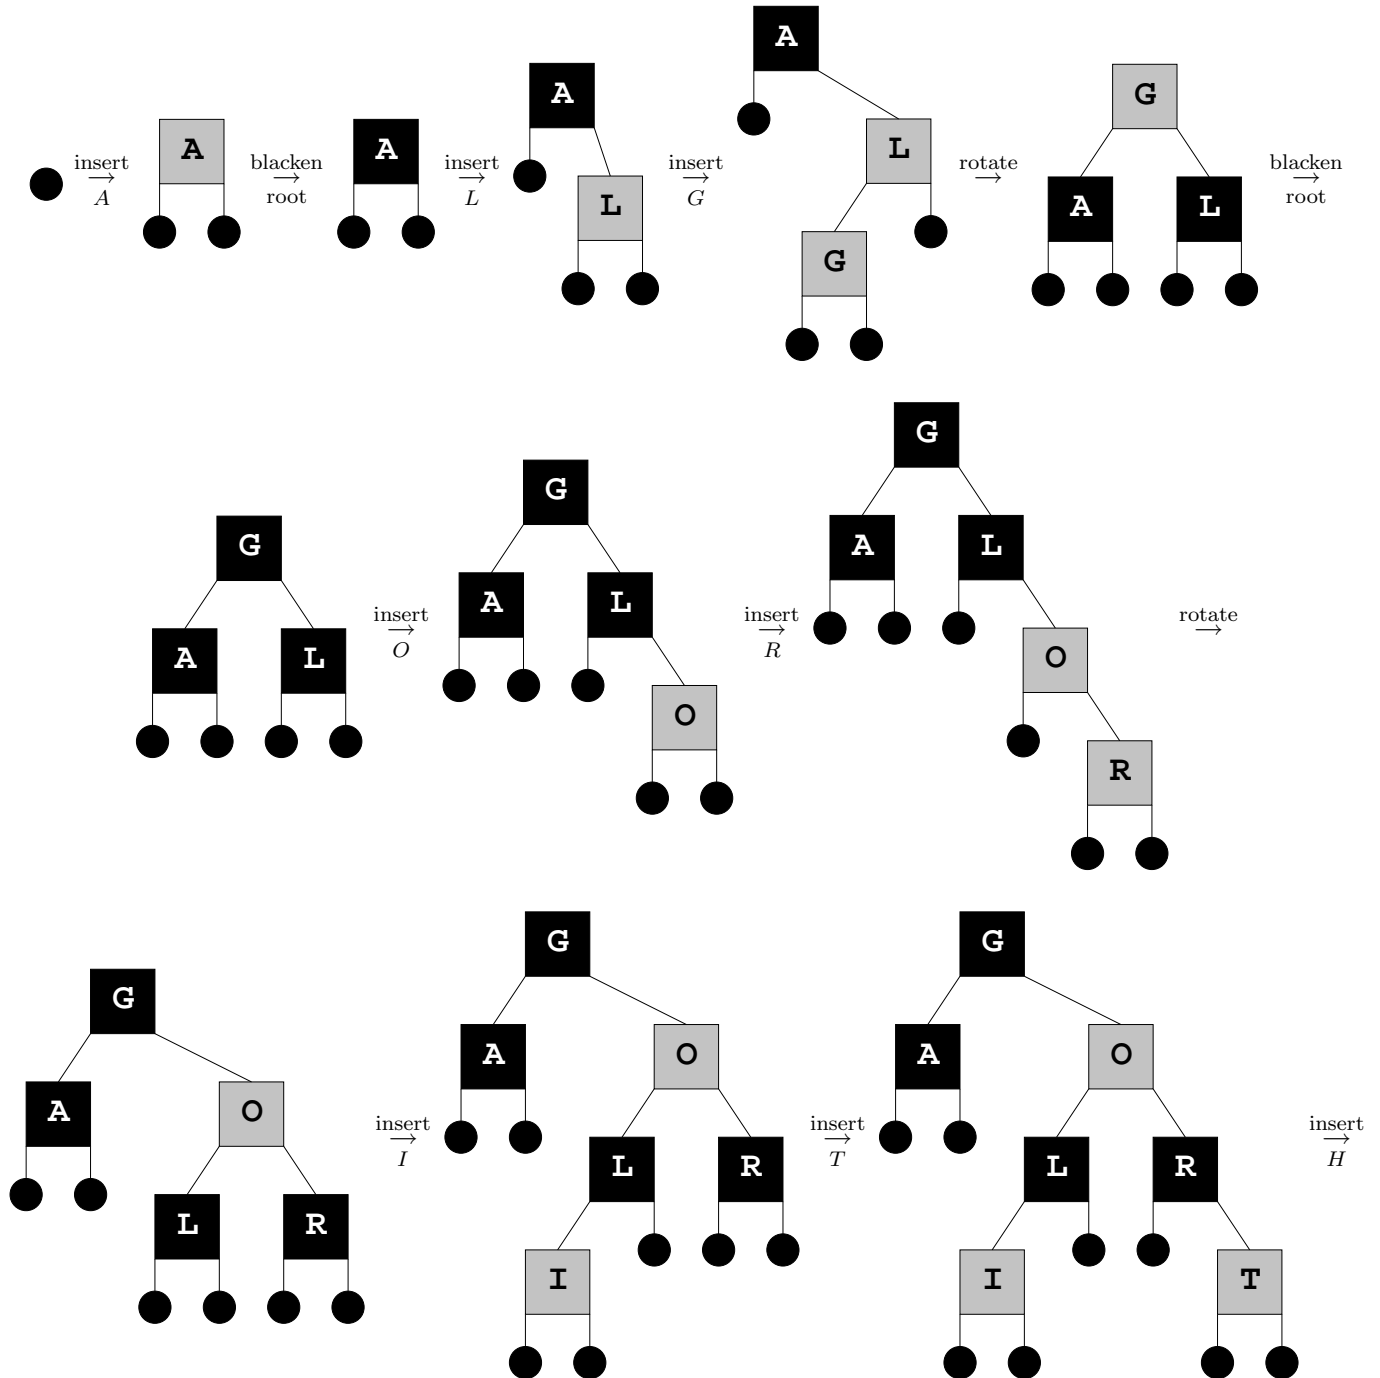 A
insert → A
A
blacken → root
A
insert → L
A
L
insert → G
A
L
G
rotate →
G
A L
blacken → root
G
A L
insert → O
G
A L
O
insert → R
G
A L
O
R
rotate →
G
A O
L R
insert → I
G
A O
L R
I
insert → T
G
A O
L R
I T
insert → H